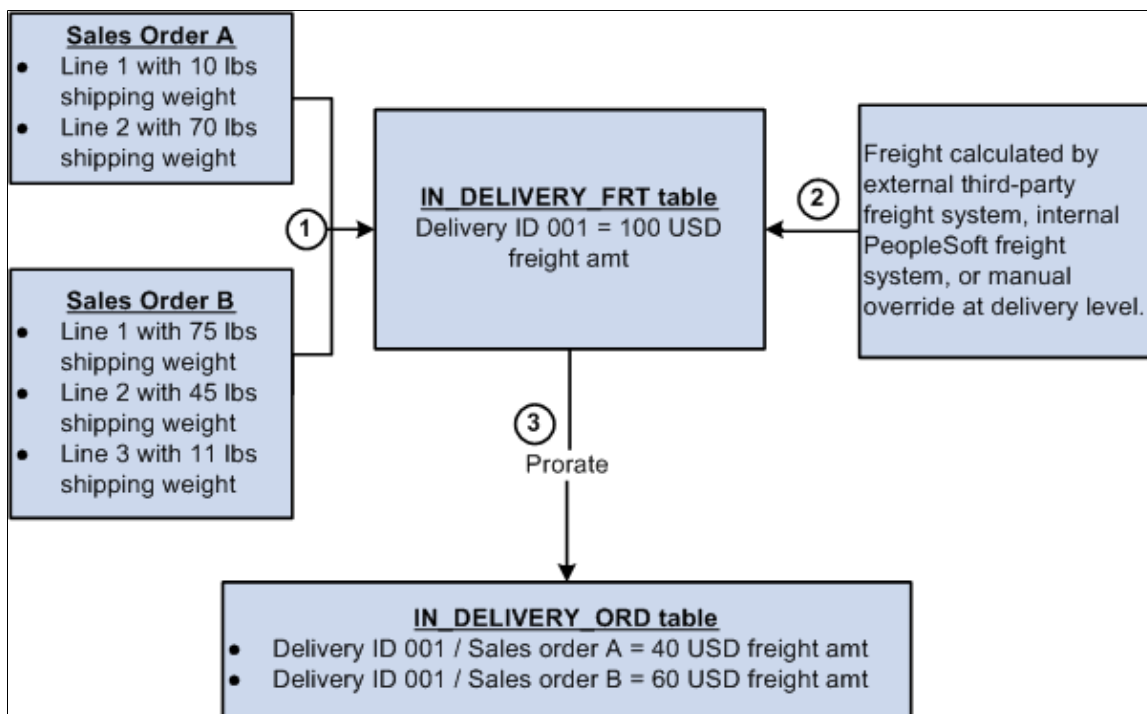 Sales Order A
• Line 1 with 10 lbs
shipping weight
• Line 2 with 70 lbs
shipping weight
Sales Order B
• Line 1 with 75 lbs
shipping weight
• Line 2 with 45 lbs
shipping weight
• Line 3 with 11 lbs
shipping weight
1
IN_DELIVERY_FRT table
Delivery ID 001 = 100 USD
freight amt
2
Freight calculated by
external third-party
freight system, internal
PeopleSoft freight
system, or manual
override at delivery level.
3
Prorate
IN_DELIVERY_ORD table
• Delivery ID 001 / Sales order A = 40 USD freight amt
• Delivery ID 001 / Sales order B = 60 USD freight amt